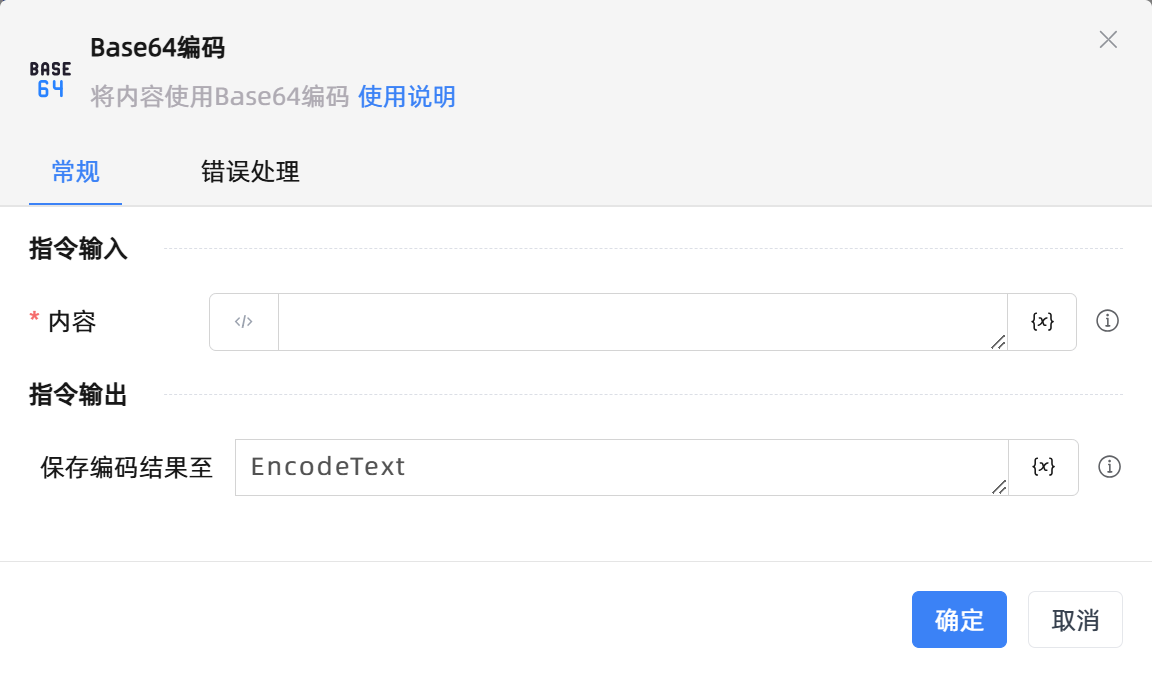 BASE
64
Base64编码
将内容使用Base64编码 使用说明
常规 错误处理
指令输入
* 内容 </> {x}
指令输出
保存编码结果至 EncodeText {x}
确定 取消